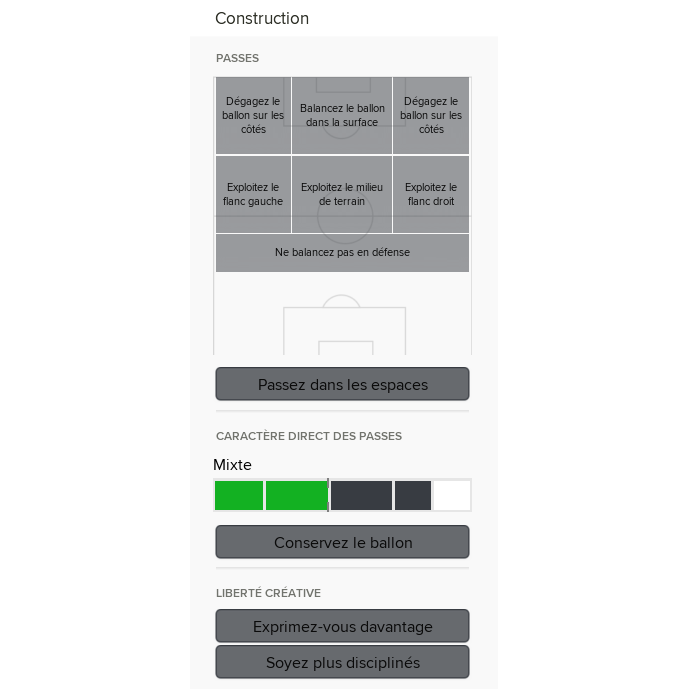 Construction
PASSES
Dégagez le
ballon sur les
côtés
Balancez le ballon
dans la surface
Dégagez le
ballon sur les
côtés
Exploitez le
flanc gauche
Exploitez le milieu
de terrain
Exploitez le
flanc droit
Ne balancez pas en défense
Passez dans les espaces
CARACTÈRE DIRECT DES PASSES
Mixte
Conservez le ballon
LIBERTÉ CRÉATIVE
Exprimez-vous davantage
Soyez plus disciplinés